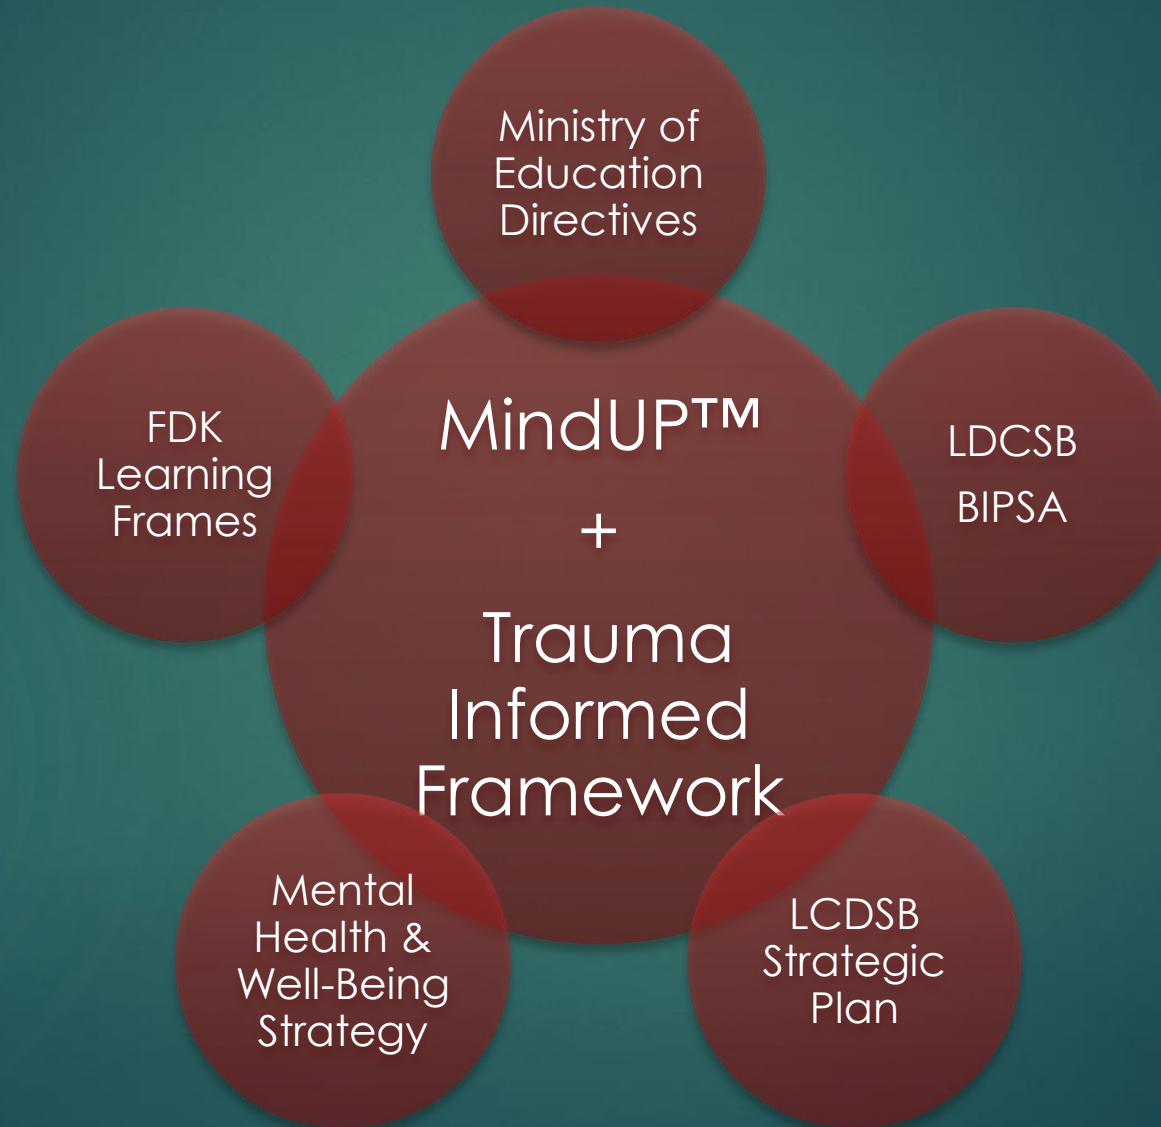 Ministry of
Education
Directives
FDK
Learning
Frames
MindUP™
+
Trauma
Informed
Framework
LDCSB
BIPSA
Mental
Health &
Well-Being
Strategy
LCDSB
Strategic
Plan